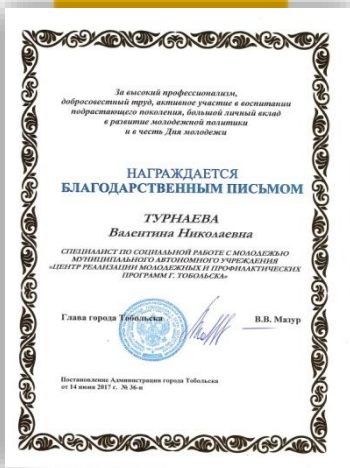 За высокий профессионализм,
добросовестный труд, активное участие в воспитании
подрастающего поколения, большой личный вклад
в развитие молодежной политики
и в честь Дня молодежи
НАГРАЖДАЕТСЯ
БЛАГОДАРСТВЕННЫМ ПИСЬМОМ
ТУРНАЕВА
Валентина Николаевна
СПЕЦИАЛИСТ ПО СОЦИАЛЬНОЙ РАБОТЕ С МОЛОДЕЖЬЮ
МУНИЦИПАЛЬНОГО АВТОНОМНОГО УЧРЕЖДЕНИЯ
«ЦЕНТР РЕАЛИЗАЦИИ МОЛОДЕЖНЫХ И ПРОФИЛАКТИЧЕСКИХ
ПРОГРАММ Г. ТОБОЛЬСКА»
Глава города Тобольска В.В. Мазур
Постановление Администрации города Тобольска
от 14 июня 2017 г. № 36-п